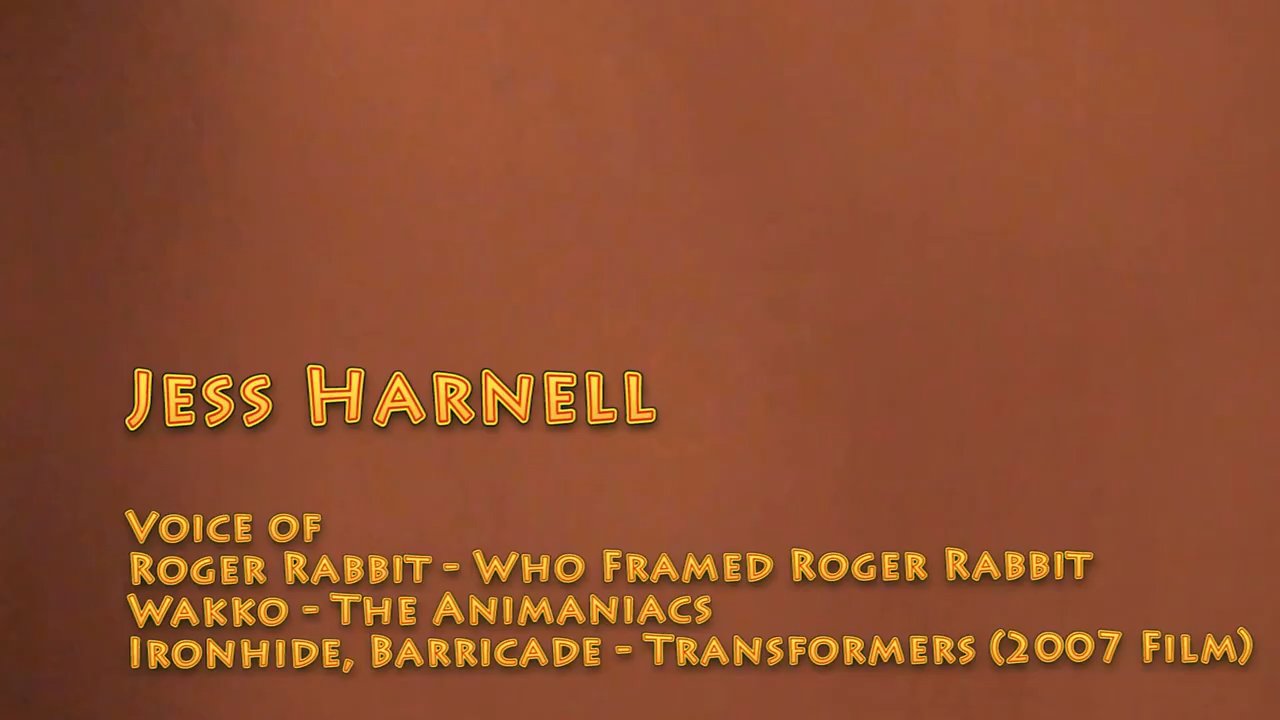 Jess Harnell
Voice of
Roger Rabbit - Who Framed Roger Rabbit
Wakko - The Animaniacs
Ironhide, Barricade - Transformers (2007 Film)